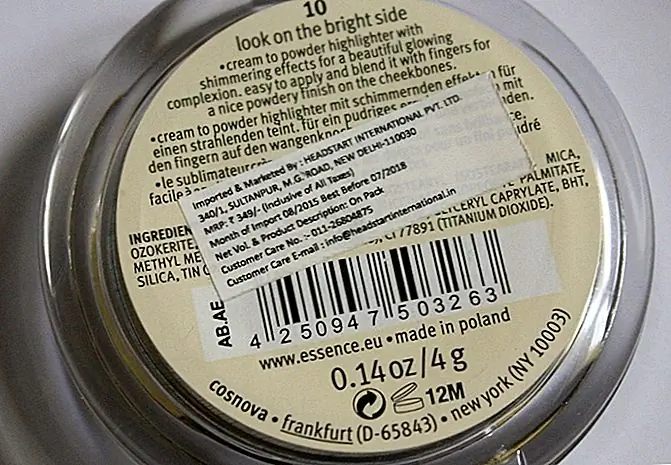 10
look on the bright side
•cream to powder highlighter with
shimmering effects for a beautiful glowing
complexion. easy to apply and blend it with fingers for
a nice powdery finish on the cheekbones.
•cream to powder highlighter mit schimmernden effekten für
einen strahlenden teint. für ein pudriges mit
den fingern auf den wangenknoch
•le sublimateur
facile à poudré
Imported & Marketed By : HEADSTART INTERNATIONAL PVT. LTD.
340/1, SULTANPUR, M.G. ROAD, NEW DELHI-110030
MRP: ₹ 349/- (Inclusive of All Taxes)
Month of Import 08/2015 Best Before 07/2018
Net Vol. & Product Description: On Pack
Customer Care No. : 011-26804875
Customer Care E-mail : info@headstartinternational.in
INGREDIEN MICA,
OZOKERITE PALMITATE,
METHYL ME GLYCERYL CAPRYLATE, BHT,
SILICA, TIN CI 77891 (TITANIUM DIOXIDE).
AB.AE
4 250947 503263
www.essence.eu • made in poland
0.14oz/4g
12M
cosnova • frankfurt (D-65843) • new york (NY 10003)